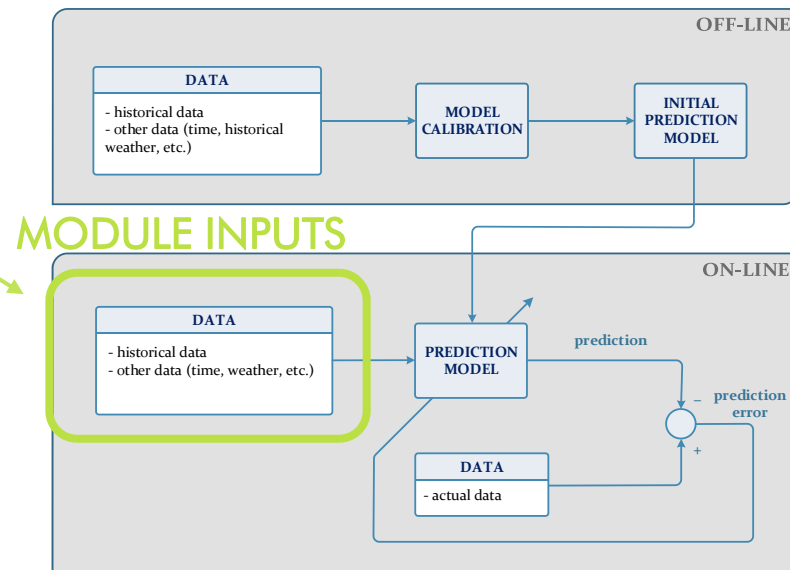 OFF-LINE
DATA
- historical data
- other data (time, historical
weather, etc.)
MODEL
CALIBRATION
INITIAL
PREDICTION
MODEL
MODULE INPUTS
ON-LINE
DATA
- historical data
- other data (time, weather, etc.)
PREDICTION
MODEL
prediction
− prediction
error
+
DATA
- actual data